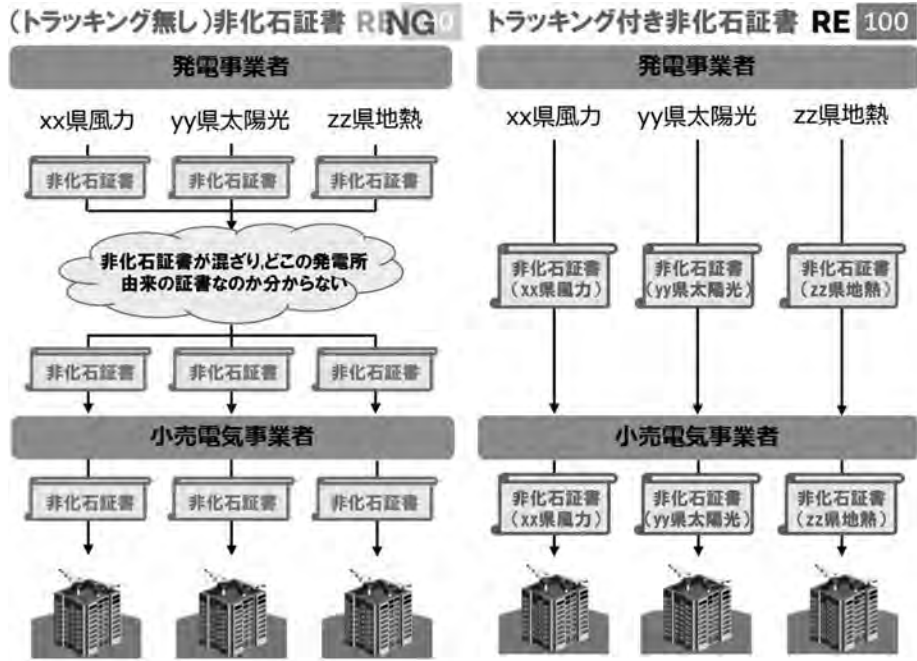 (トラッキング無し)非化石証書 RE NG
発電事業者
xx県風力 yy県太陽光 zz県地熱
非化石証書 非化石証書 非化石証書
非化石証書が混ざり,どこの発電所
由来の証書なのか分からない
非化石証書 非化石証書 非化石証書
小売電気事業者
非化石証書 非化石証書 非化石証書
トラッキング付き非化石証書 RE 100
発電事業者
xx県風力 yy県太陽光 zz県地熱
非化石証書 非化石証書 非化石証書
(xx県風力) (yy県太陽光) (zz県地熱)
小売電気事業者
非化石証書 非化石証書 非化石証書
(xx県風力) (yy県太陽光) (zz県地熱)